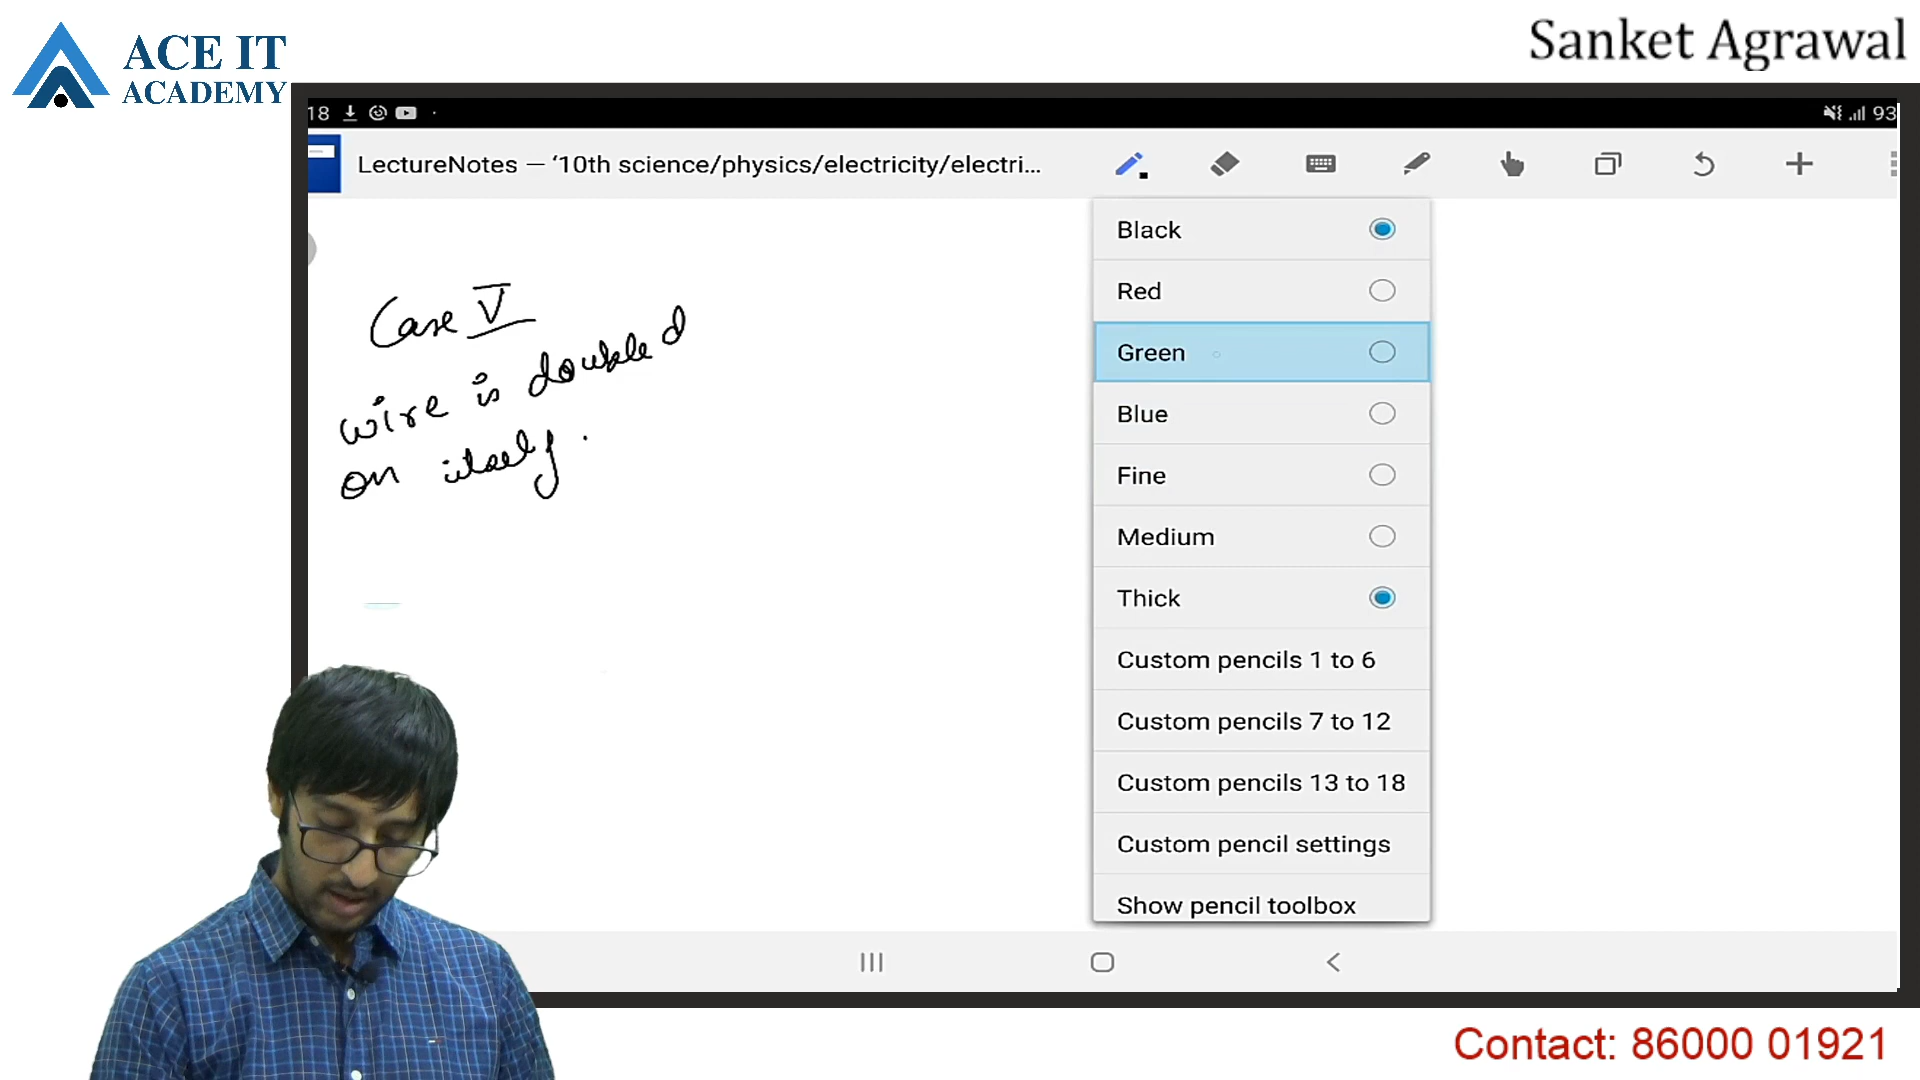 ACE IT
ACADEMY
Sanket Agrawal
18
93
LectureNotes — ‘10th science/physics/electricity/electri...
Black
Red
Green
Blue
Fine
Medium
Thick
Custom pencils 1 to 6
Custom pencils 7 to 12
Custom pencils 13 to 18
Custom pencil settings
Show pencil toolbox
Case V
wire is doubled
on itself.
Contact: 86000 01921